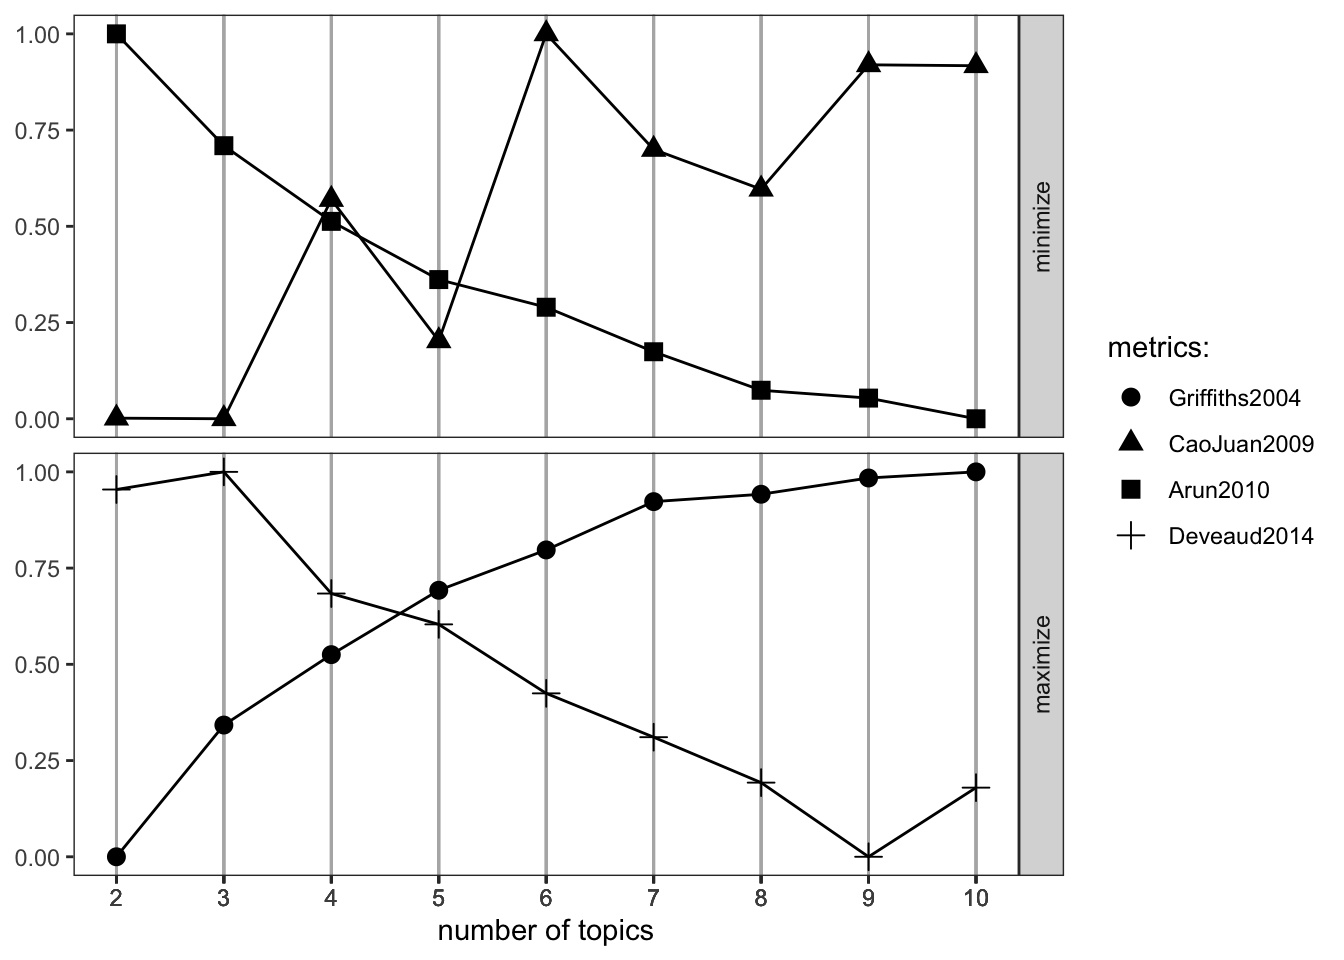 1.00
0.75
0.50
0.25
0.00
minimize
1.00
0.75
0.50
0.25
0.00
maximize
2 3 4 5 6 7 8 9 10
number of topics
metrics:
Griffiths2004
CaoJuan2009
Arun2010
Deveaud2014